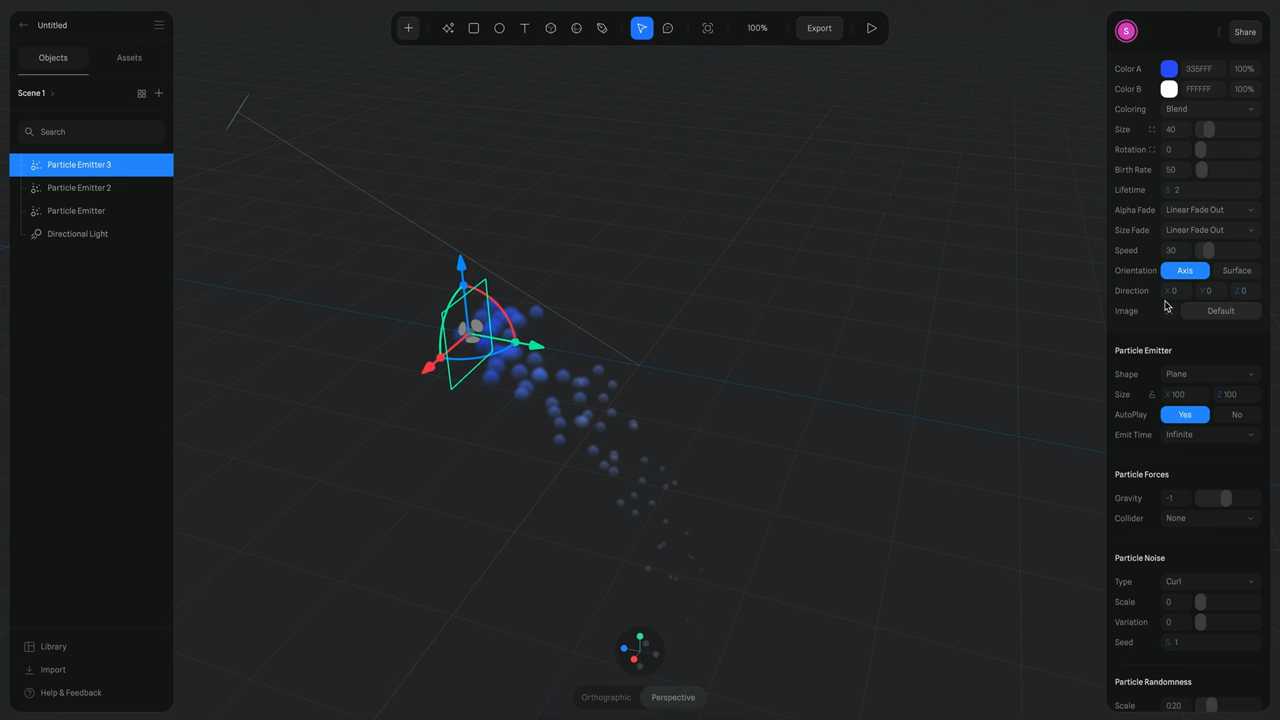 Untitled
100%
Export
S
Share
Objects
Assets
Scene 1
Search
Particle Emitter 3
Particle Emitter 2
Particle Emitter
Directional Light
Library
Import
Help & Feedback
Orthographic
Perspective
Color A 335FFF 100%
Color B FFFFFF 100%
Coloring Blend
Size 40
Rotation 0
Birth Rate 50
Lifetime S 2
Alpha Fade Linear Fade Out
Size Fade Linear Fade Out
Speed 30
Orientation Axis Surface
Direction X 0 Y 0 Z 0
Image Default
Particle Emitter
Shape Plane
Size X 100 Z 100
AutoPlay Yes No
Emit Time Infinite
Particle Forces
Gravity -1
Collider None
Particle Noise
Type Curl
Scale 0
Variation 0
Seed S 1
Particle Randomness
Scale 0.20